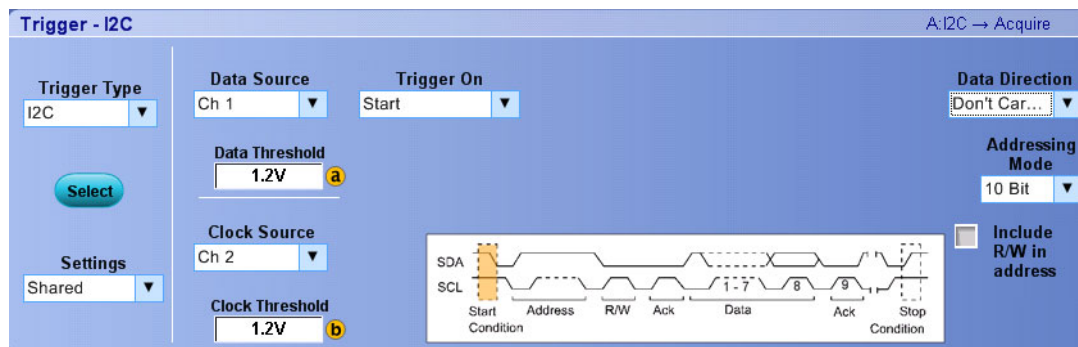 Trigger - I2C
A:I2C → Acquire
Trigger Type
I2C
Select
Settings
Shared
Data Source
Ch 1
Data Threshold
1.2V
a
Clock Source
Ch 2
Clock Threshold
1.2V
b
Trigger On
Start
SDA
SCL
1 - 7
8
9
Start
Condition
Address
R/W
Ack
Data
Ack
Stop
Condition
Data Direction
Don't Car...
Addressing
Mode
10 Bit
Include
R/W in
address